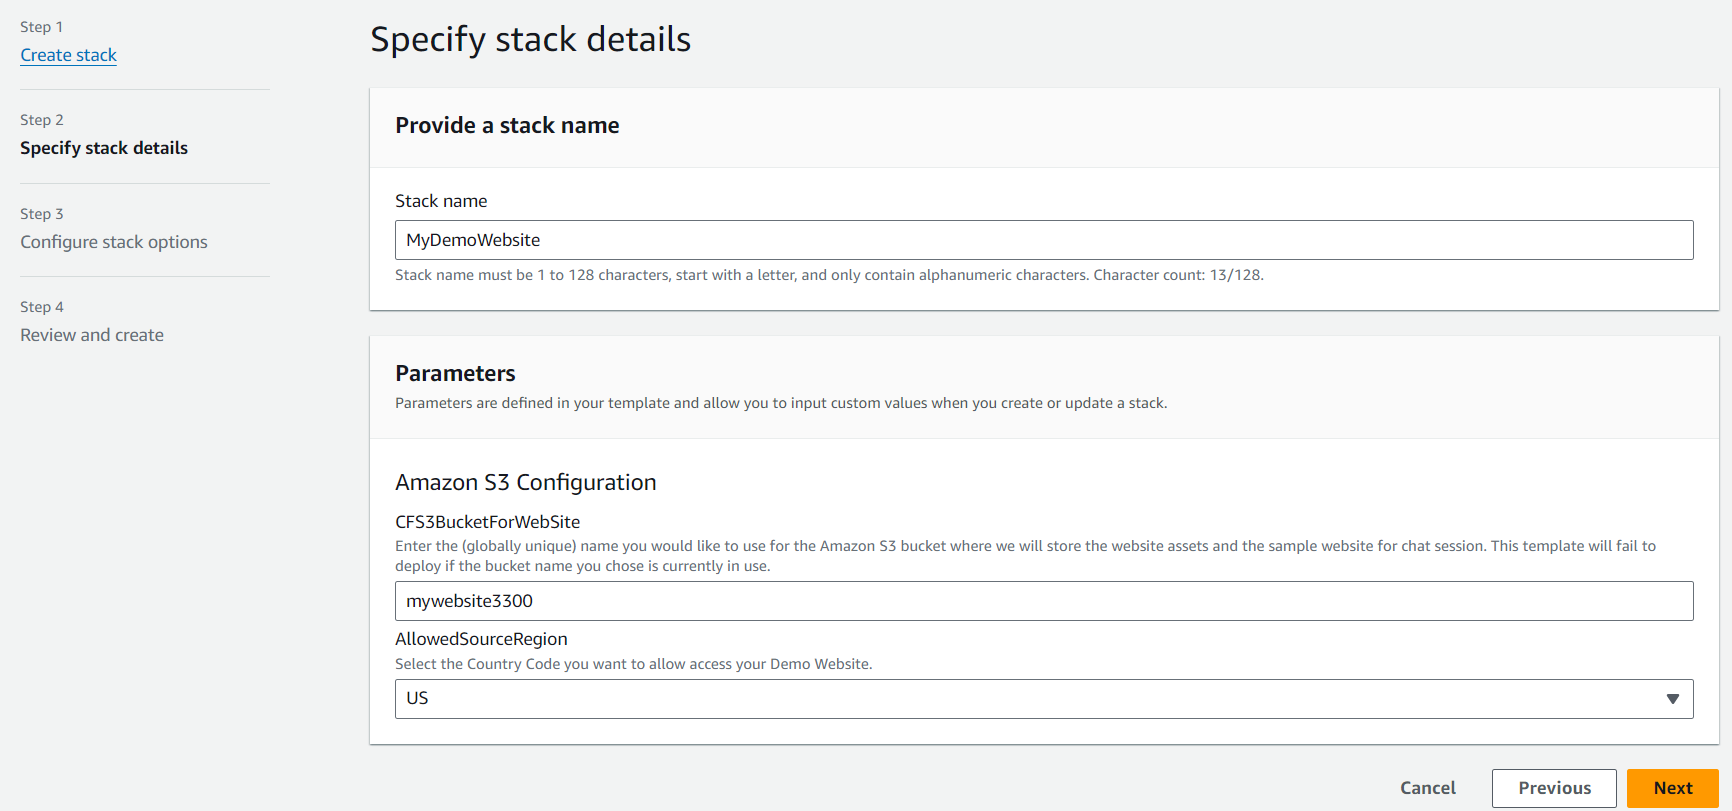 Step 1
Create stack
Step 2
Specify stack details
Step 3
Configure stack options
Step 4
Review and create
Specify stack details
Provide a stack name
Stack name
MyDemoWebsite
Stack name must be 1 to 128 characters, start with a letter, and only contain alphanumeric characters. Character count: 13/128.
Parameters
Parameters are defined in your template and allow you to input custom values when you create or update a stack.
Amazon S3 Configuration
CFS3BucketForWebSite
Enter the (globally unique) name you would like to use for the Amazon S3 bucket where we will store the website assets and the sample website for chat session. This template will fail to
deploy if the bucket name you chose is currently in use.
mywebsite3300
AllowedSourceRegion
Select the Country Code you want to allow access your Demo Website.
US
Cancel
Previous
Next